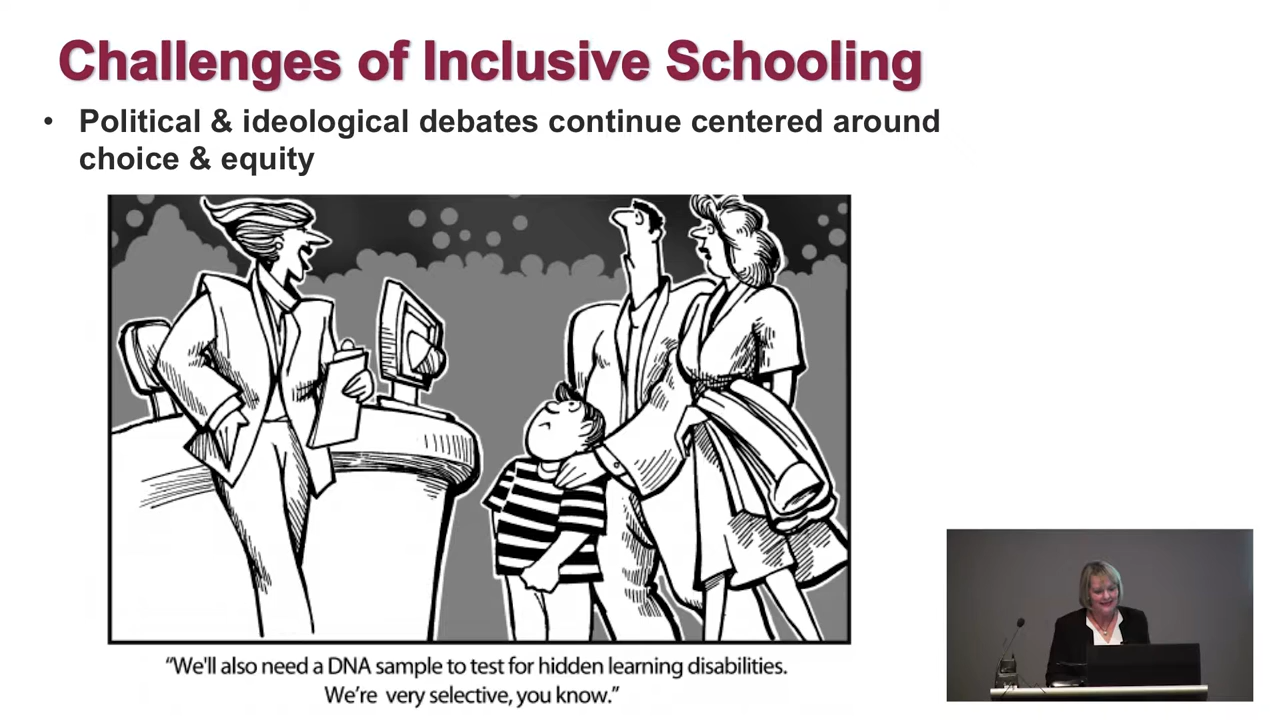 Challenges of Inclusive Schooling
• Political & ideological debates continue centered around
choice & equity
“We'll also need a DNA sample to test for hidden learning disabilities.
We're very selective, you know.”